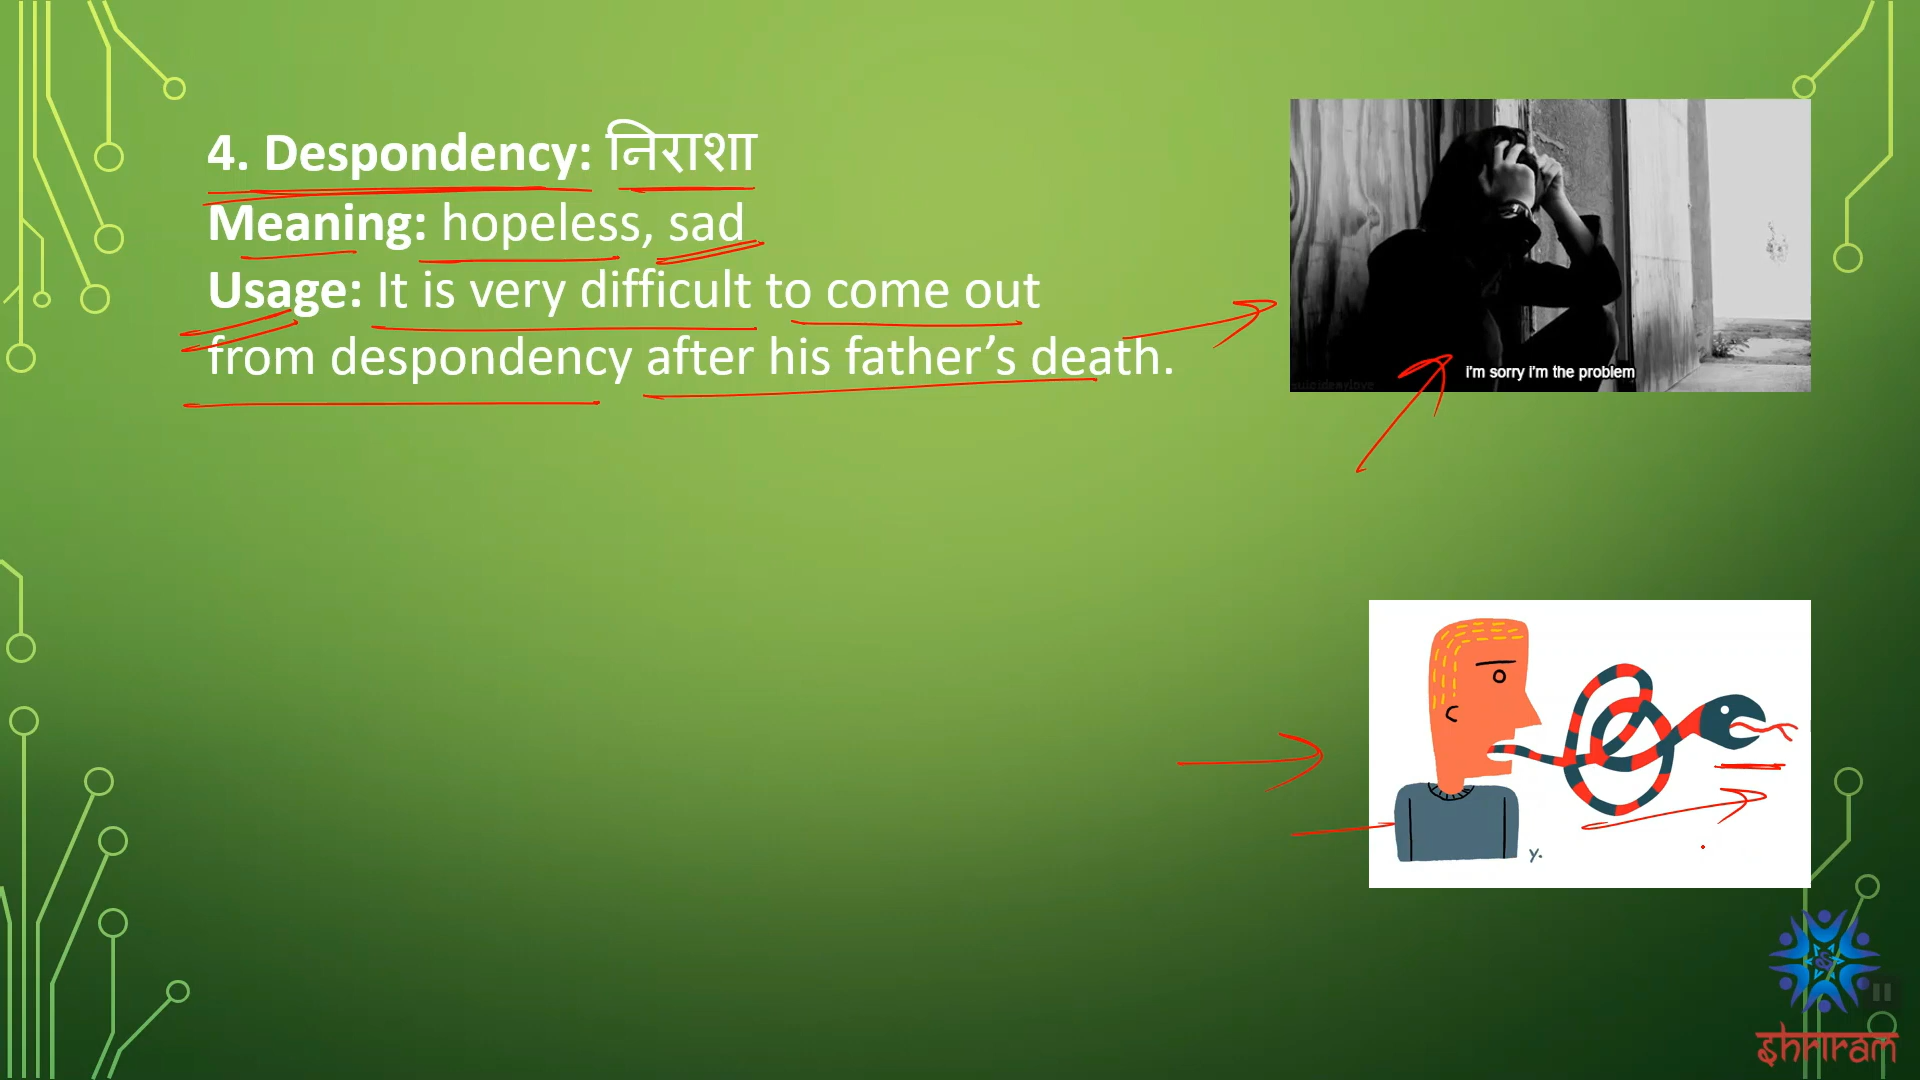 4. Despondency: निराशा
Meaning: hopeless, sad
Usage: It is very difficult to come out
from despondency after his father’s death.
i'm sorry i'm the problem
suicidemylove
y.
shriram